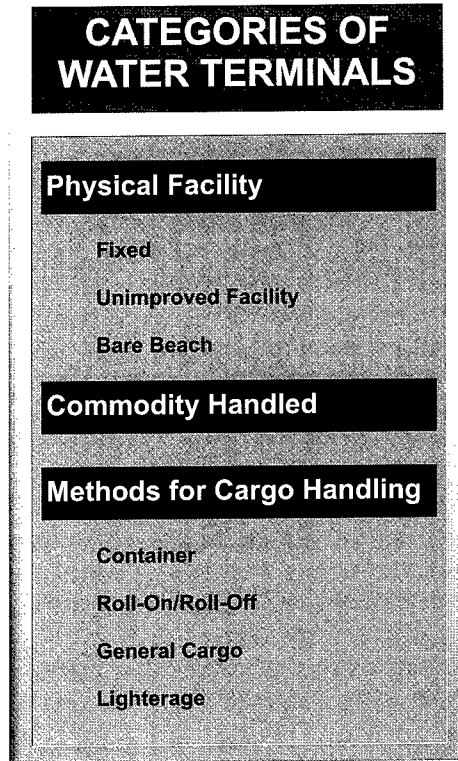 CATEGORIES OF
WATER TERMINALS
Physical Facility
Fixed
Unimproved Facility
Bare Beach
Commodity Handled
Methods for Cargo Handling
Container
Roll-On/Roll-Off
General Cargo
Lighterage